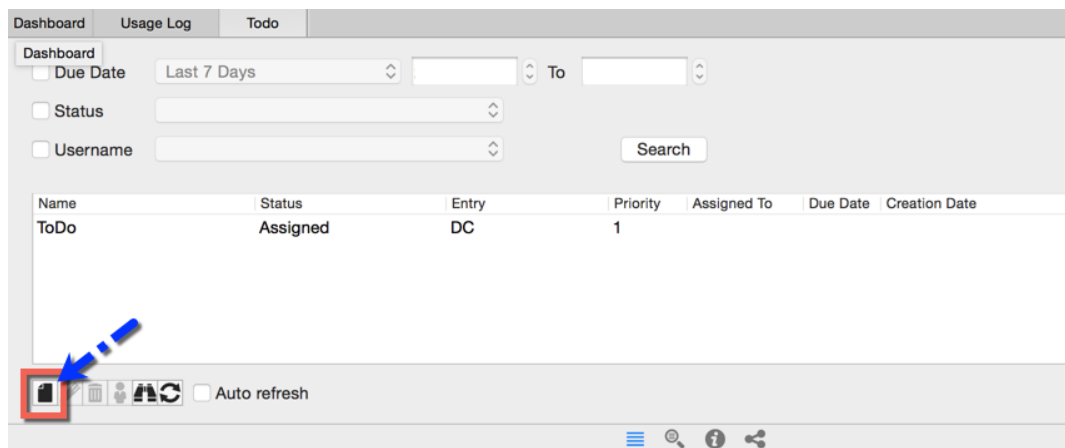 Dashboard Usage Log Todo
Dashboard
Due Date Last 7 Days To
Status
Username Search
Name Status Entry Priority Assigned To Due Date Creation Date
ToDo Assigned DC 1
Auto refresh